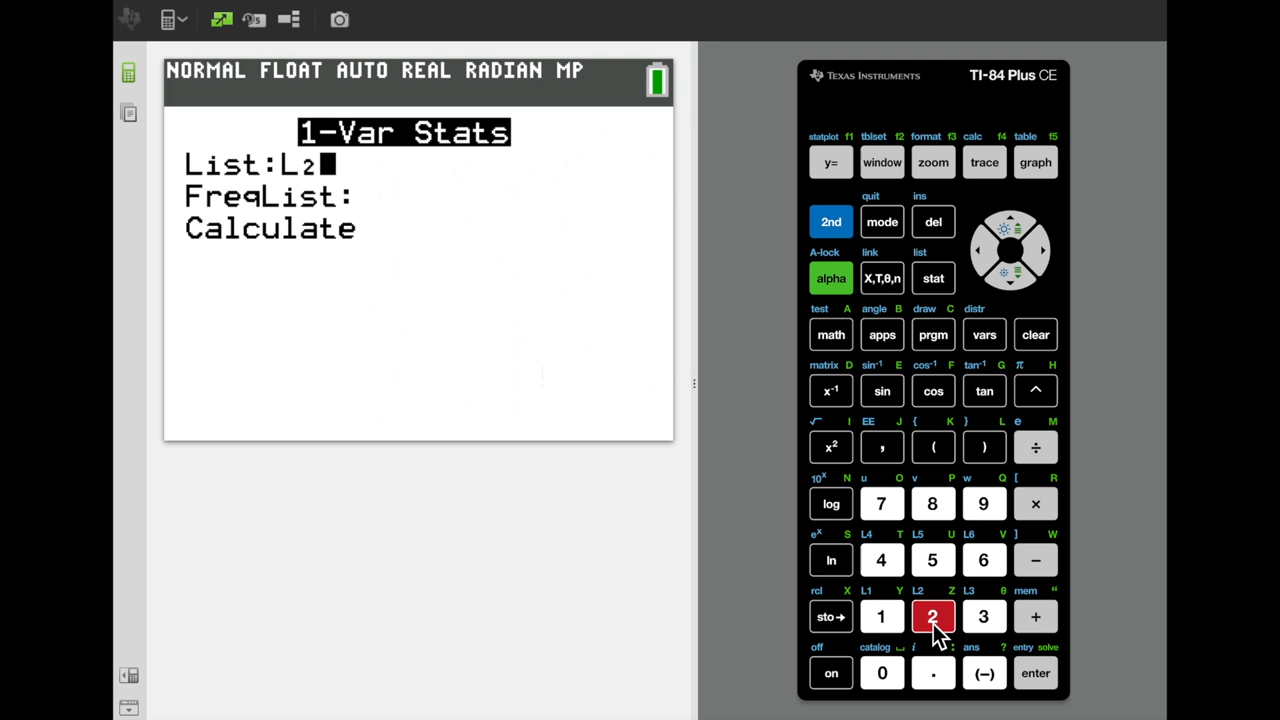 NORMAL FLOAT AUTO REAL RADIAN MP
1-Var Stats
List:L₂
FreqList:
Calculate
TEXAS INSTRUMENTS TI-84 Plus CE
statplot f1 tblset f2 format f3 calc f4 table f5
y= window zoom trace graph
quit ins
2nd mode del
A-lock link list
alpha X,T,θ,n stat
test A angle B draw C distr
math apps prgm vars clear
matrix D sin⁻¹ E cos⁻¹ F tan⁻¹ G π H
x⁻¹ sin cos tan ^
√ I EE J { K } L e M
x² , ( ) ÷
10ˣ N u O v P w Q [ R
log 7 8 9 ×
eˣ S L4 T L5 U L6 V ] W
ln 4 5 6 −
rcl X L1 Y L2 Z L3 θ mem “
sto→ 1 2 3 +
off catalog ⎵ i : ans ? entry solve
on 0 . (−) enter